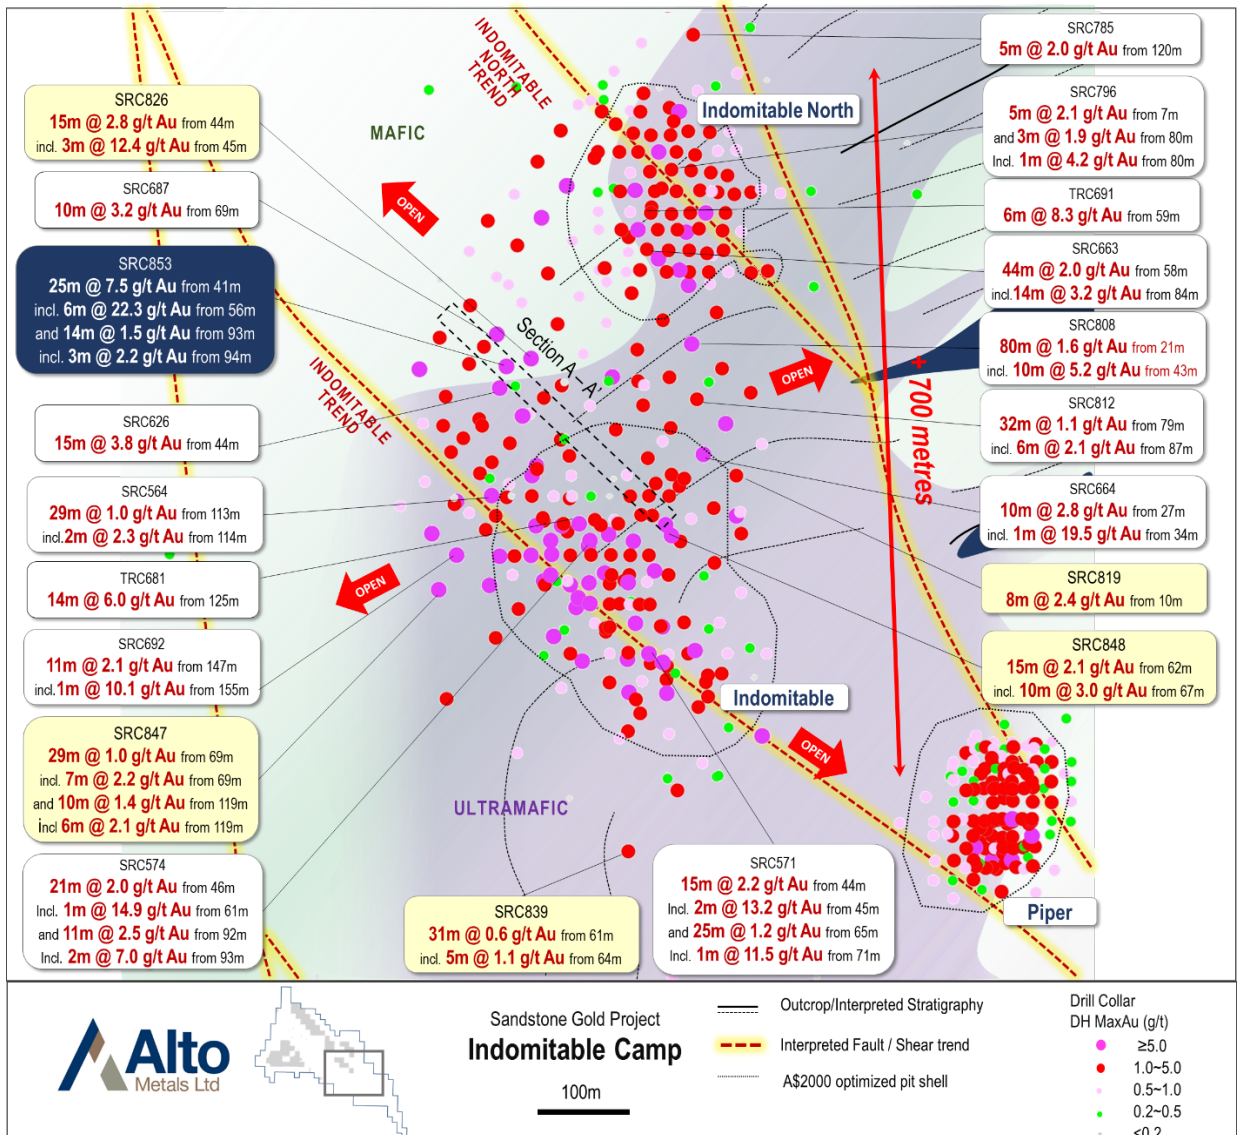 SRC826
15m @ 2.8 g/t Au from 44m
incl. 3m @ 12.4 g/t Au from 45m
SRC687
10m @ 3.2 g/t Au from 69m
SRC853
25m @ 7.5 g/t Au from 41m
incl. 6m @ 22.3 g/t Au from 56m
and 14m @ 1.5 g/t Au from 93m
incl. 3m @ 2.2 g/t Au from 94m
SRC626
15m @ 3.8 g/t Au from 44m
SRC564
29m @ 1.0 g/t Au from 113m
incl.2m @ 2.3 g/t Au from 114m
TRC681
14m @ 6.0 g/t Au from 125m
SRC692
11m @ 2.1 g/t Au from 147m
incl.1m @ 10.1 g/t Au from 155m
SRC847
29m @ 1.0 g/t Au from 69m
incl. 7m @ 2.2 g/t Au from 69m
and 10m @ 1.4 g/t Au from 119m
incl 6m @ 2.1 g/t Au from 119m
SRC574
21m @ 2.0 g/t Au from 46m
Incl. 1m @ 14.9 g/t Au from 61m
and 11m @ 2.5 g/t Au from 92m
Incl. 2m @ 7.0 g/t Au from 93m
INDOMITABLE
NORTH
TREND
MAFIC
OPEN
Indomitable North
Section A – A'
INDOMITABLE
TREND
OPEN
+ 700 metres
OPEN
Indomitable
OPEN
ULTRAMAFIC
Piper
SRC839
31m @ 0.6 g/t Au from 61m
incl. 5m @ 1.1 g/t Au from 64m
SRC571
15m @ 2.2 g/t Au from 44m
Incl. 2m @ 13.2 g/t Au from 45m
and 25m @ 1.2 g/t Au from 65m
Incl. 1m @ 11.5 g/t Au from 71m
SRC785
5m @ 2.0 g/t Au from 120m
SRC796
5m @ 2.1 g/t Au from 7m
and 3m @ 1.9 g/t Au from 80m
Incl. 1m @ 4.2 g/t Au from 80m
TRC691
6m @ 8.3 g/t Au from 59m
SRC663
44m @ 2.0 g/t Au from 58m
incl.14m @ 3.2 g/t Au from 84m
SRC808
80m @ 1.6 g/t Au from 21m
incl. 10m @ 5.2 g/t Au from 43m
SRC812
32m @ 1.1 g/t Au from 79m
incl. 6m @ 2.1 g/t Au from 87m
SRC664
10m @ 2.8 g/t Au from 27m
incl. 1m @ 19.5 g/t Au from 34m
SRC819
8m @ 2.4 g/t Au from 10m
SRC848
15m @ 2.1 g/t Au from 62m
incl. 10m @ 3.0 g/t Au from 67m
Alto
Metals Ltd
Sandstone Gold Project
Indomitable Camp
100m
Outcrop/Interpreted Stratigraphy
Interpreted Fault / Shear trend
A$2000 optimized pit shell
Drill Collar
DH MaxAu (g/t)
≥5.0
1.0~5.0
0.5~1.0
0.2~0.5
<0.2